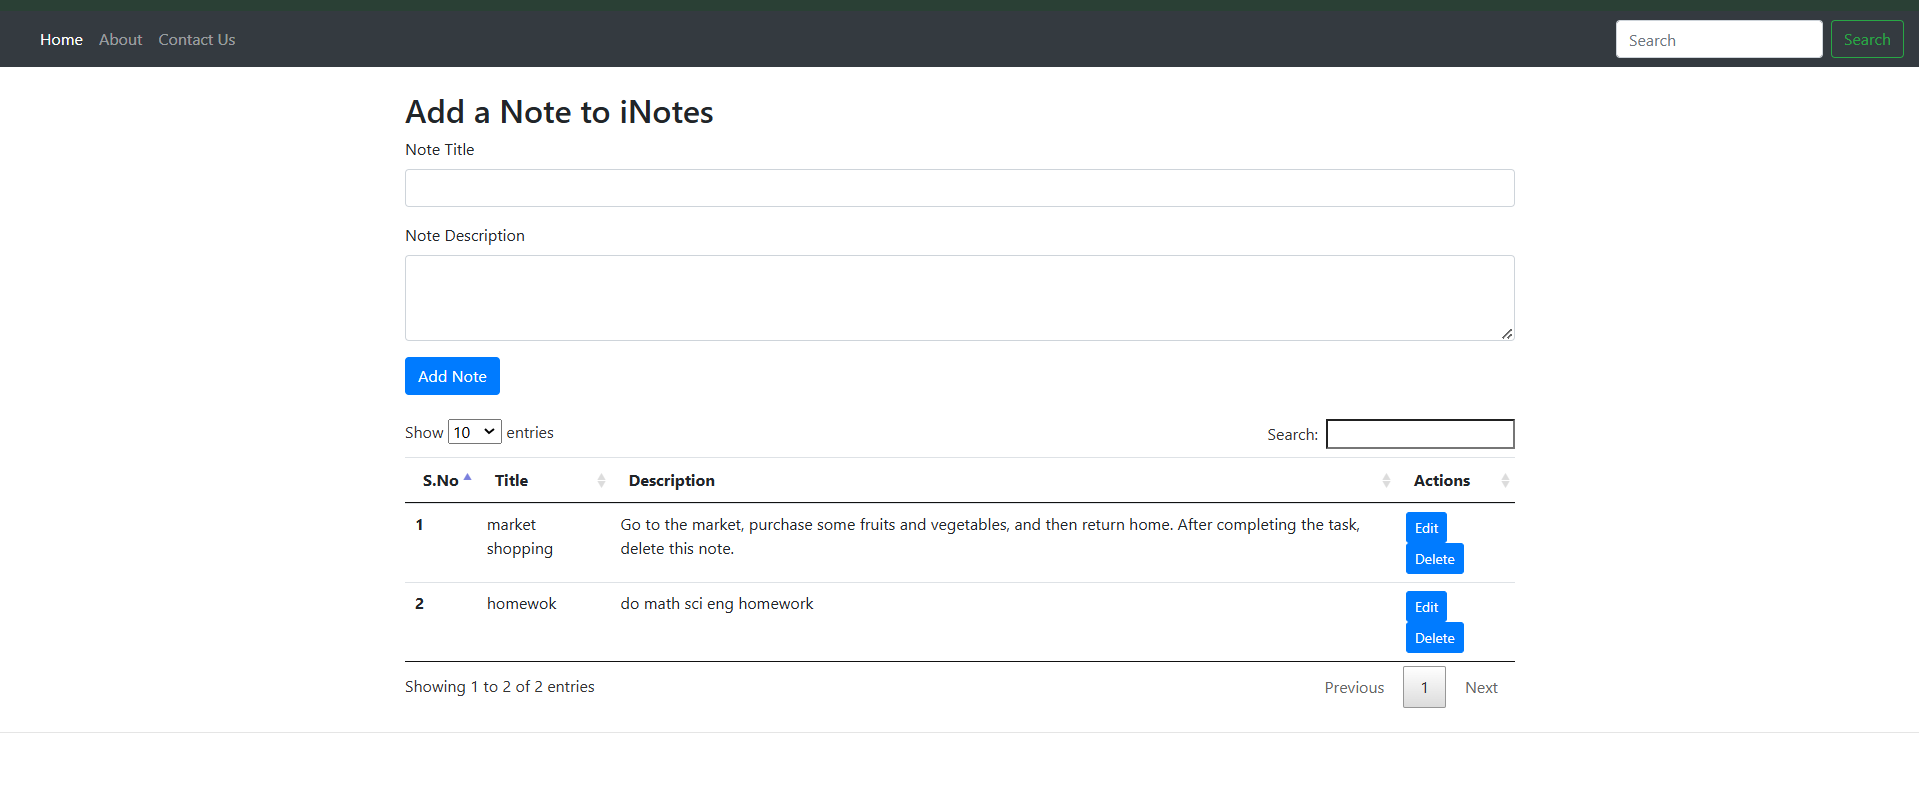 Home About Contact Us Search Search
Add a Note to iNotes
Note Title
Note Description
Add Note
Show 10 entries Search:
S.No Title Description Actions
1 market Go to the market, purchase some fruits and vegetables, and then return home. After completing the task, Edit
shopping delete this note. Delete
2 homewok do math sci eng homework Edit
Delete
Showing 1 to 2 of 2 entries Previous 1 Next